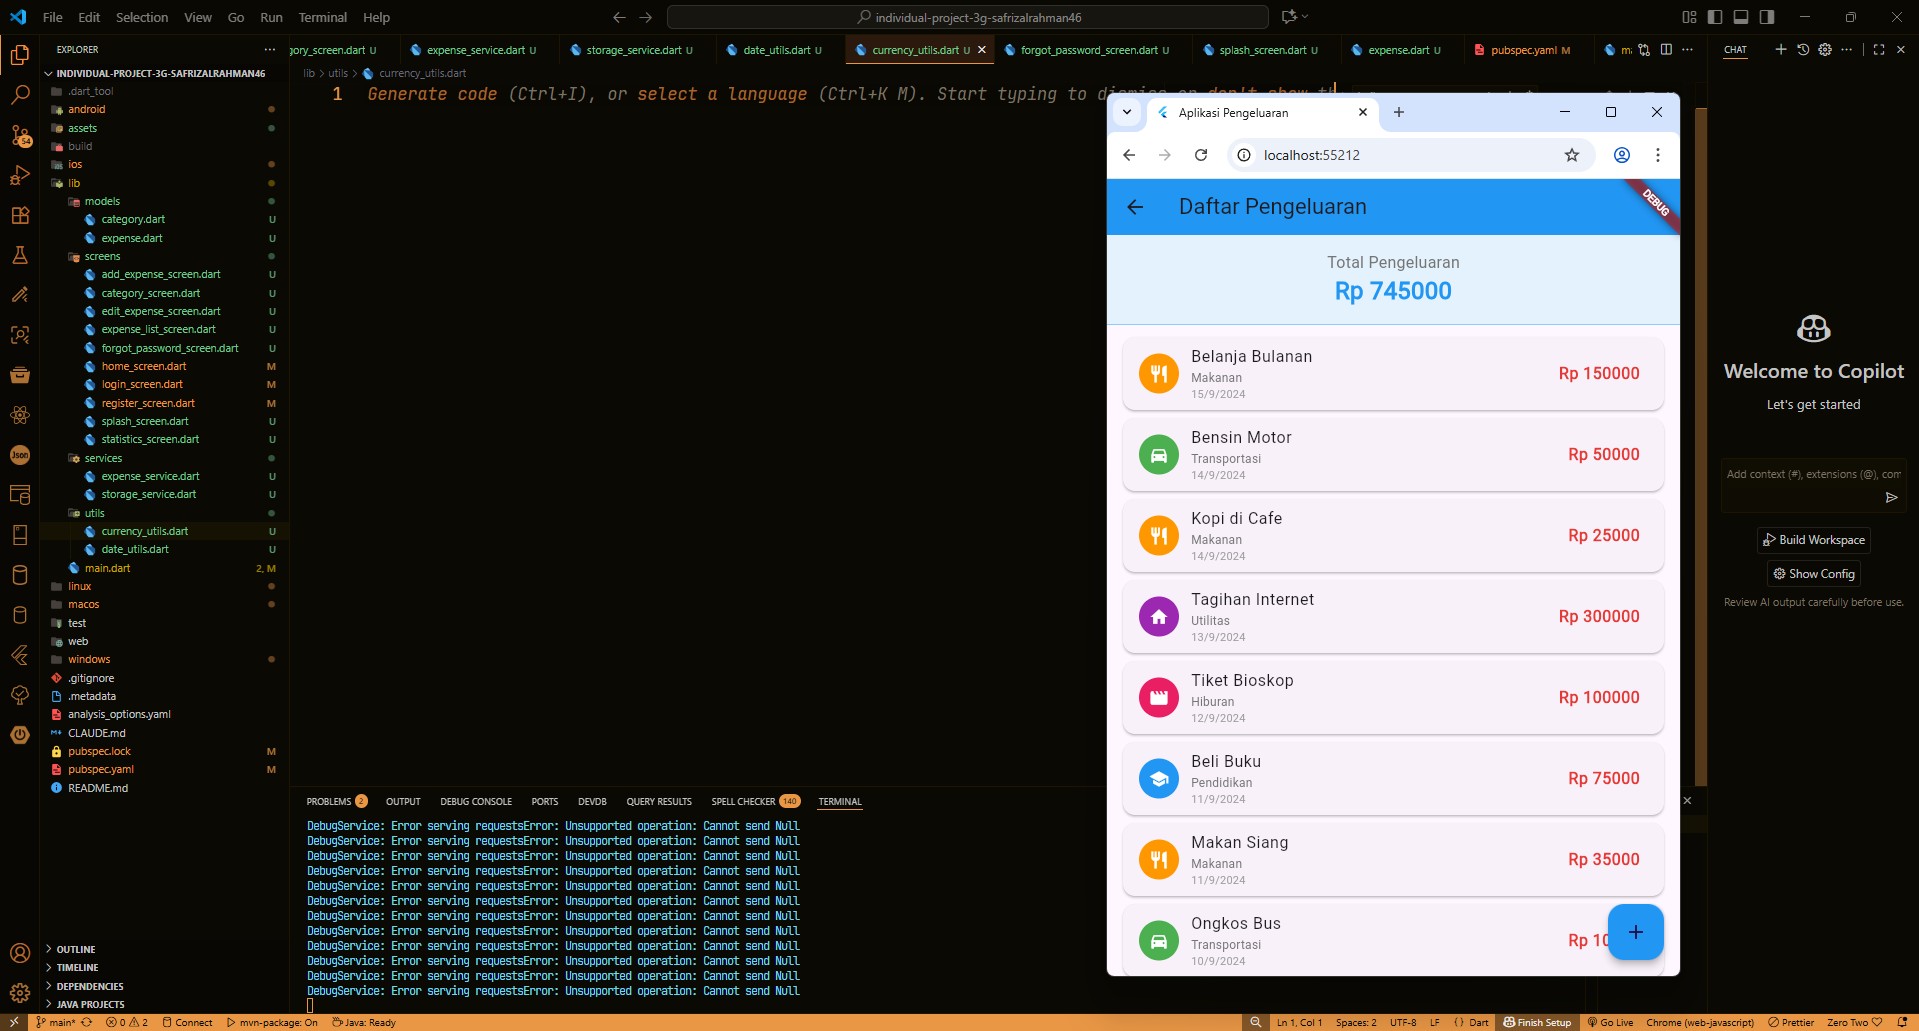 File Edit Selection View Go Run Terminal Help
individual-project-3g-safrizalrahman46
EXPLORER
gory_screen.dart U
expense_service.dart U
storage_service.dart U
date_utils.dart U
currency_utils.dart U
forgot_password_screen.dart U
splash_screen.dart U
expense.dart U
pubspec.yaml M
CHAT
INDIVIDUAL-PROJECT-3G-SAFRIZALRAHMAN46
lib > utils > currency_utils.dart
1 Generate code (Ctrl+I), or select a language (Ctrl+K M). Start typing to dismiss or don't show th
.dart_tool
android
assets
build
ios
lib
models
category.dart U
expense.dart U
screens
add_expense_screen.dart U
category_screen.dart U
edit_expense_screen.dart U
expense_list_screen.dart U
forgot_password_screen.dart U
home_screen.dart M
login_screen.dart M
register_screen.dart M
splash_screen.dart U
statistics_screen.dart U
services
expense_service.dart U
storage_service.dart U
utils
currency_utils.dart U
date_utils.dart U
main.dart 2, M
linux
macos
test
web
windows
.gitignore
.metadata
analysis_options.yaml
CLAUDE.md
pubspec.lock M
pubspec.yaml M
README.md
OUTLINE
TIMELINE
DEPENDENCIES
JAVA PROJECTS
54
Json
Aplikasi Pengeluaran
localhost:55212
Daftar Pengeluaran
DEBUG
Total Pengeluaran
Rp 745000
Belanja Bulanan
Makanan
15/9/2024
Rp 150000
Bensin Motor
Transportasi
14/9/2024
Rp 50000
Kopi di Cafe
Makanan
14/9/2024
Rp 25000
Tagihan Internet
Utilitas
13/9/2024
Rp 300000
Tiket Bioskop
Hiburan
12/9/2024
Rp 100000
Beli Buku
Pendidikan
11/9/2024
Rp 75000
Makan Siang
Makanan
11/9/2024
Rp 35000
Ongkos Bus
Transportasi
10/9/2024
Rp 10
Welcome to Copilot
Let's get started
Add context (#), extensions (@), com
Build Workspace
Show Config
Review AI output carefully before use.
PROBLEMS 2 OUTPUT DEBUG CONSOLE PORTS DEVDB QUERY RESULTS SPELL CHECKER 140 TERMINAL
DebugService: Error serving requestsError: Unsupported operation: Cannot send Null
DebugService: Error serving requestsError: Unsupported operation: Cannot send Null
DebugService: Error serving requestsError: Unsupported operation: Cannot send Null
DebugService: Error serving requestsError: Unsupported operation: Cannot send Null
DebugService: Error serving requestsError: Unsupported operation: Cannot send Null
DebugService: Error serving requestsError: Unsupported operation: Cannot send Null
DebugService: Error serving requestsError: Unsupported operation: Cannot send Null
DebugService: Error serving requestsError: Unsupported operation: Cannot send Null
DebugService: Error serving requestsError: Unsupported operation: Cannot send Null
DebugService: Error serving requestsError: Unsupported operation: Cannot send Null
DebugService: Error serving requestsError: Unsupported operation: Cannot send Null
DebugService: Error serving requestsError: Unsupported operation: Cannot send Null
main* 0 2 Connect mvn-package: On Java: Ready Ln 1, Col 1 Spaces: 2 UTF-8 LF { } Dart Finish Setup Go Live Chrome (web-javascript) Prettier Zero Two